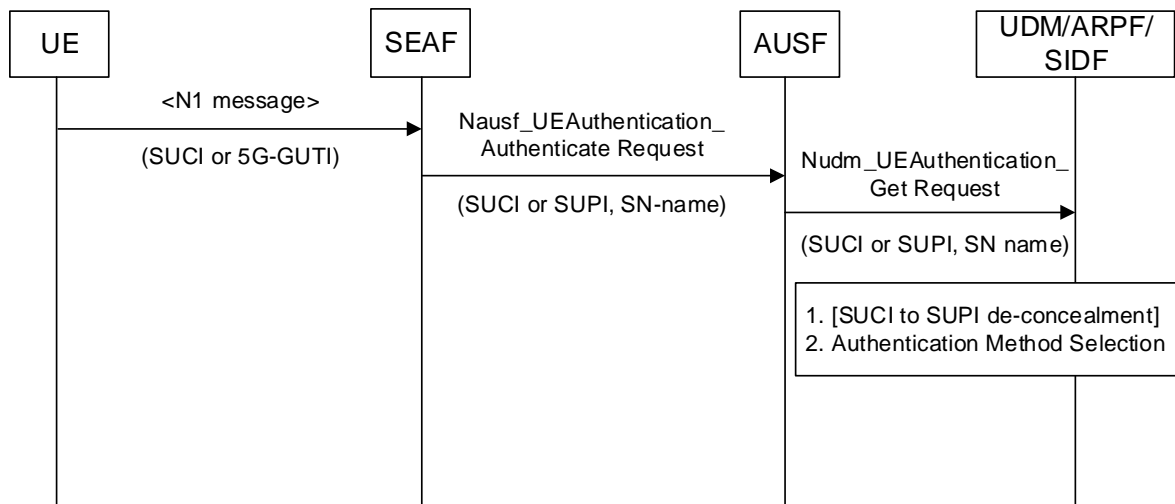 UE
SEAF
AUSF
UDM/ARPF/
SIDF
<N1 message>
(SUCI or 5G-GUTI)
Nausf_UEAuthentication_
Authenticate Request
(SUCI or SUPI, SN-name)
Nudm_UEAuthentication_
Get Request
(SUCI or SUPI, SN name)
1. [SUCI to SUPI de-concealment]
2. Authentication Method Selection